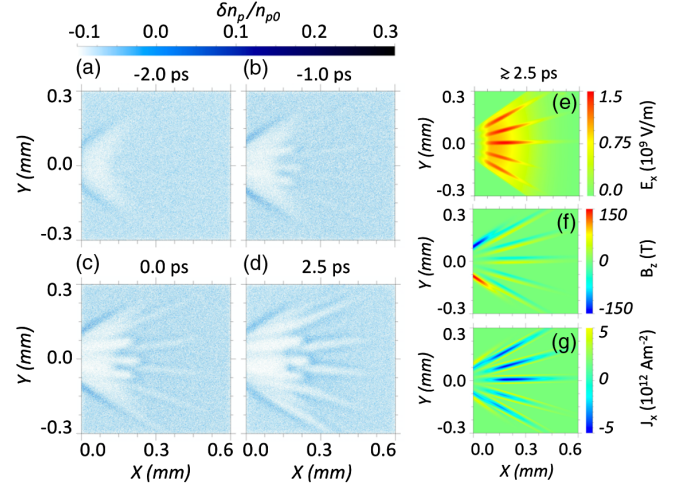 δn_p/n_p0
-0.1 0.0 0.1 0.2 0.3
(a) -2.0 ps (b) -1.0 ps ≳ 2.5 ps
0.3 0.0 -0.3 Y (mm)
(e) 0.3 0.0 -0.3 Y (mm) 1.5 0.75 0.0 E_x (10⁹ V/m)
(c) 0.0 ps (d) 2.5 ps
0.3 0.0 -0.3 Y (mm)
0.0 0.3 0.6 0.0 0.3 0.6
X (mm) X (mm)
(f) 0.3 0.0 -0.3 Y (mm) 150 0 -150 B_z (T)
(g) 0.3 0.0 -0.3 Y (mm) 5 0 -5 J_x (10¹² Am⁻²)
0.0 0.3 0.6
X (mm)